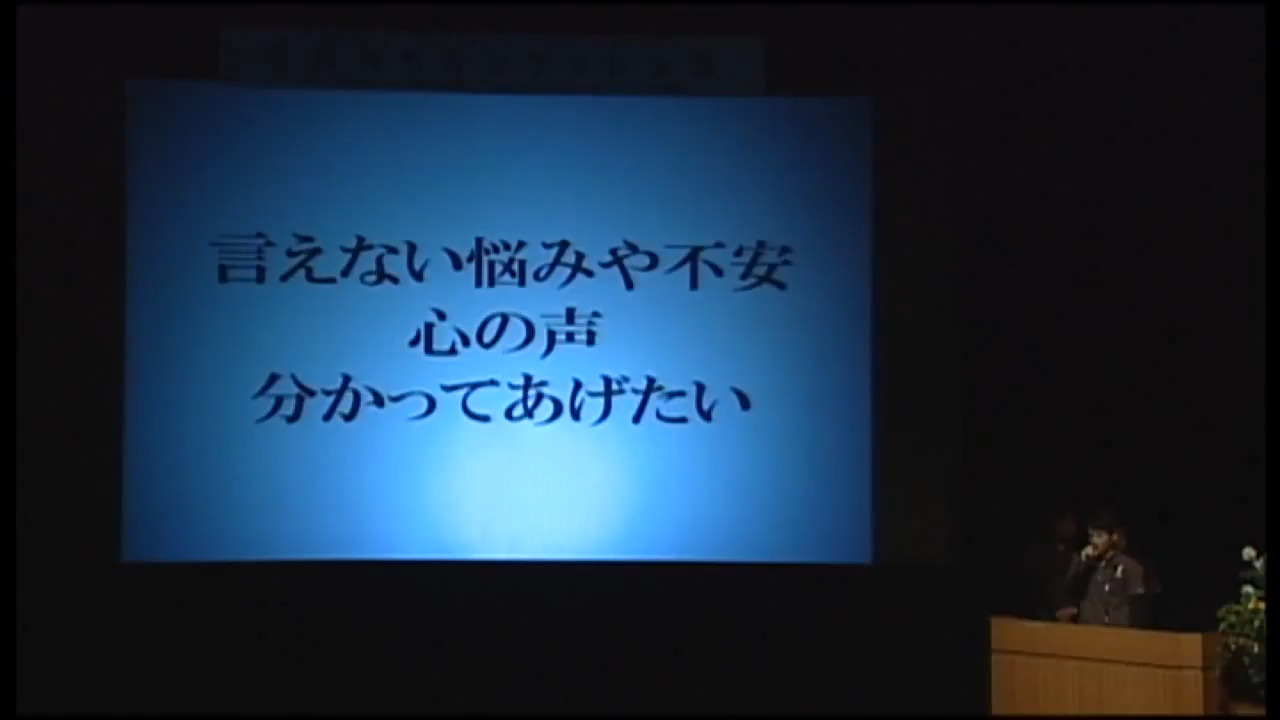 言えない悩みや不安
心の声
分かってあげたい